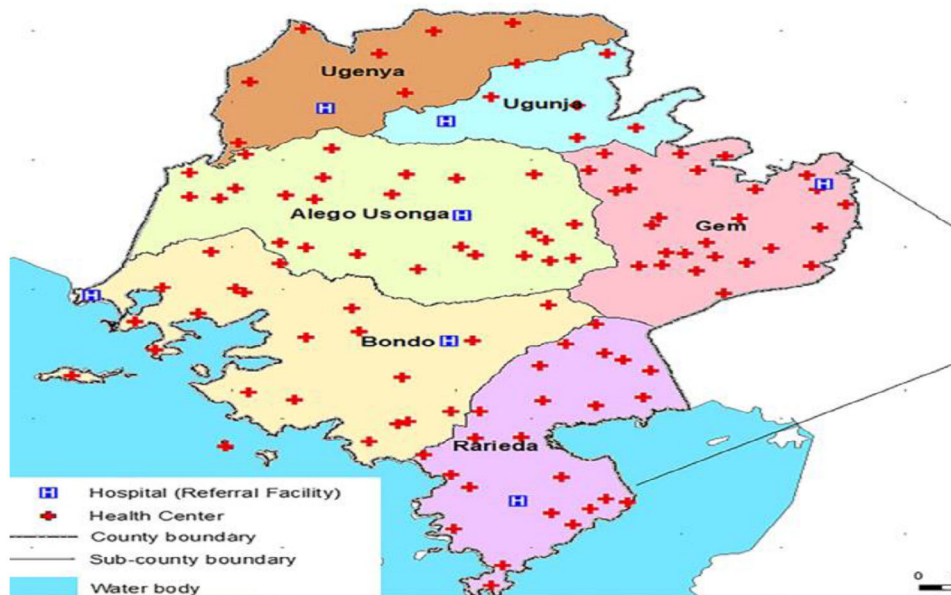 Ugenya
H
Ugunja
H
H
Alego Usonga H
Gem
H
Bondo H
Rarieda
H
H Hospital (Referral Facility)
Health Center
County boundary
Sub-county boundary
Water body
0